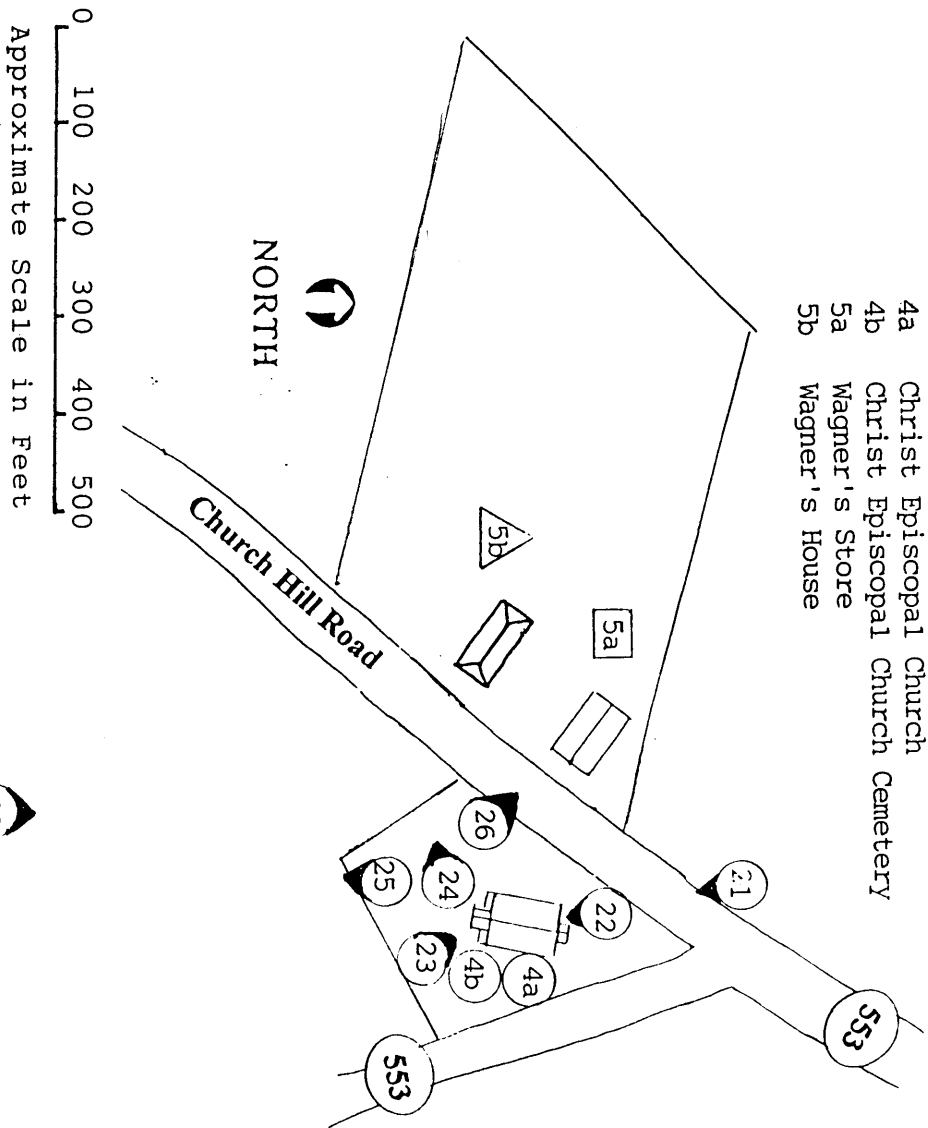 4a Christ Episcopal Church
4b Christ Episcopal Church Cemetery
5a Wagner's Store
5b Wagner's House
21
553
22
5a
26
4a
5b
24
4b
Church Hill Road
25
23
553
NORTH
0 100 200 300 400 500
Approximate Scale in Feet